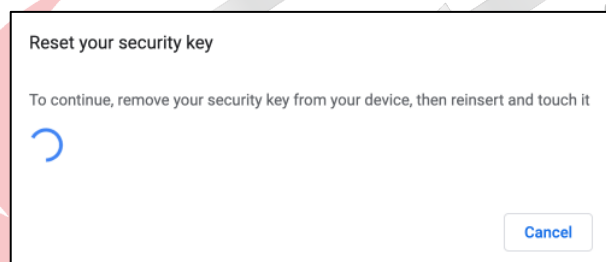 Reset your security key
To continue, remove your security key from your device, then reinsert and touch it
Cancel